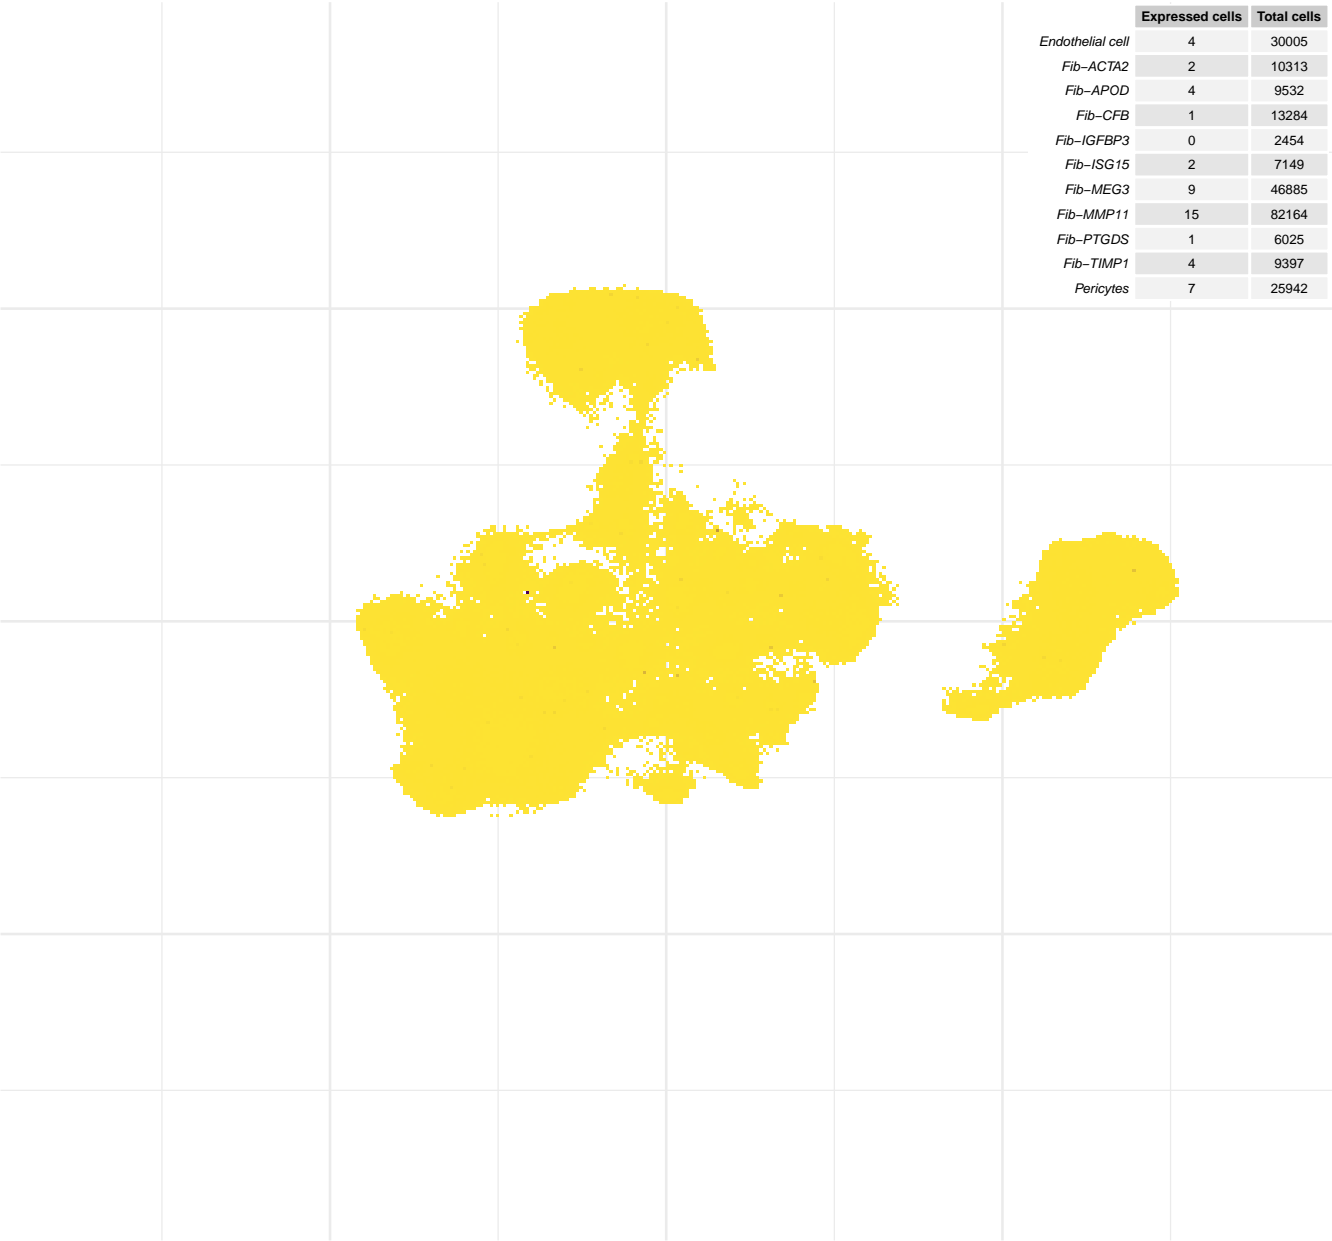 Expressed cells Total cells
Endothelial cell 4 30005
Fib−ACTA2 2 10313
Fib−APOD 4 9532
Fib−CFB 1 13284
Fib−IGFBP3 0 2454
Fib−ISG15 2 7149
Fib−MEG3 9 46885
Fib−MMP11 15 82164
Fib−PTGDS 1 6025
Fib−TIMP1 4 9397
Pericytes 7 25942